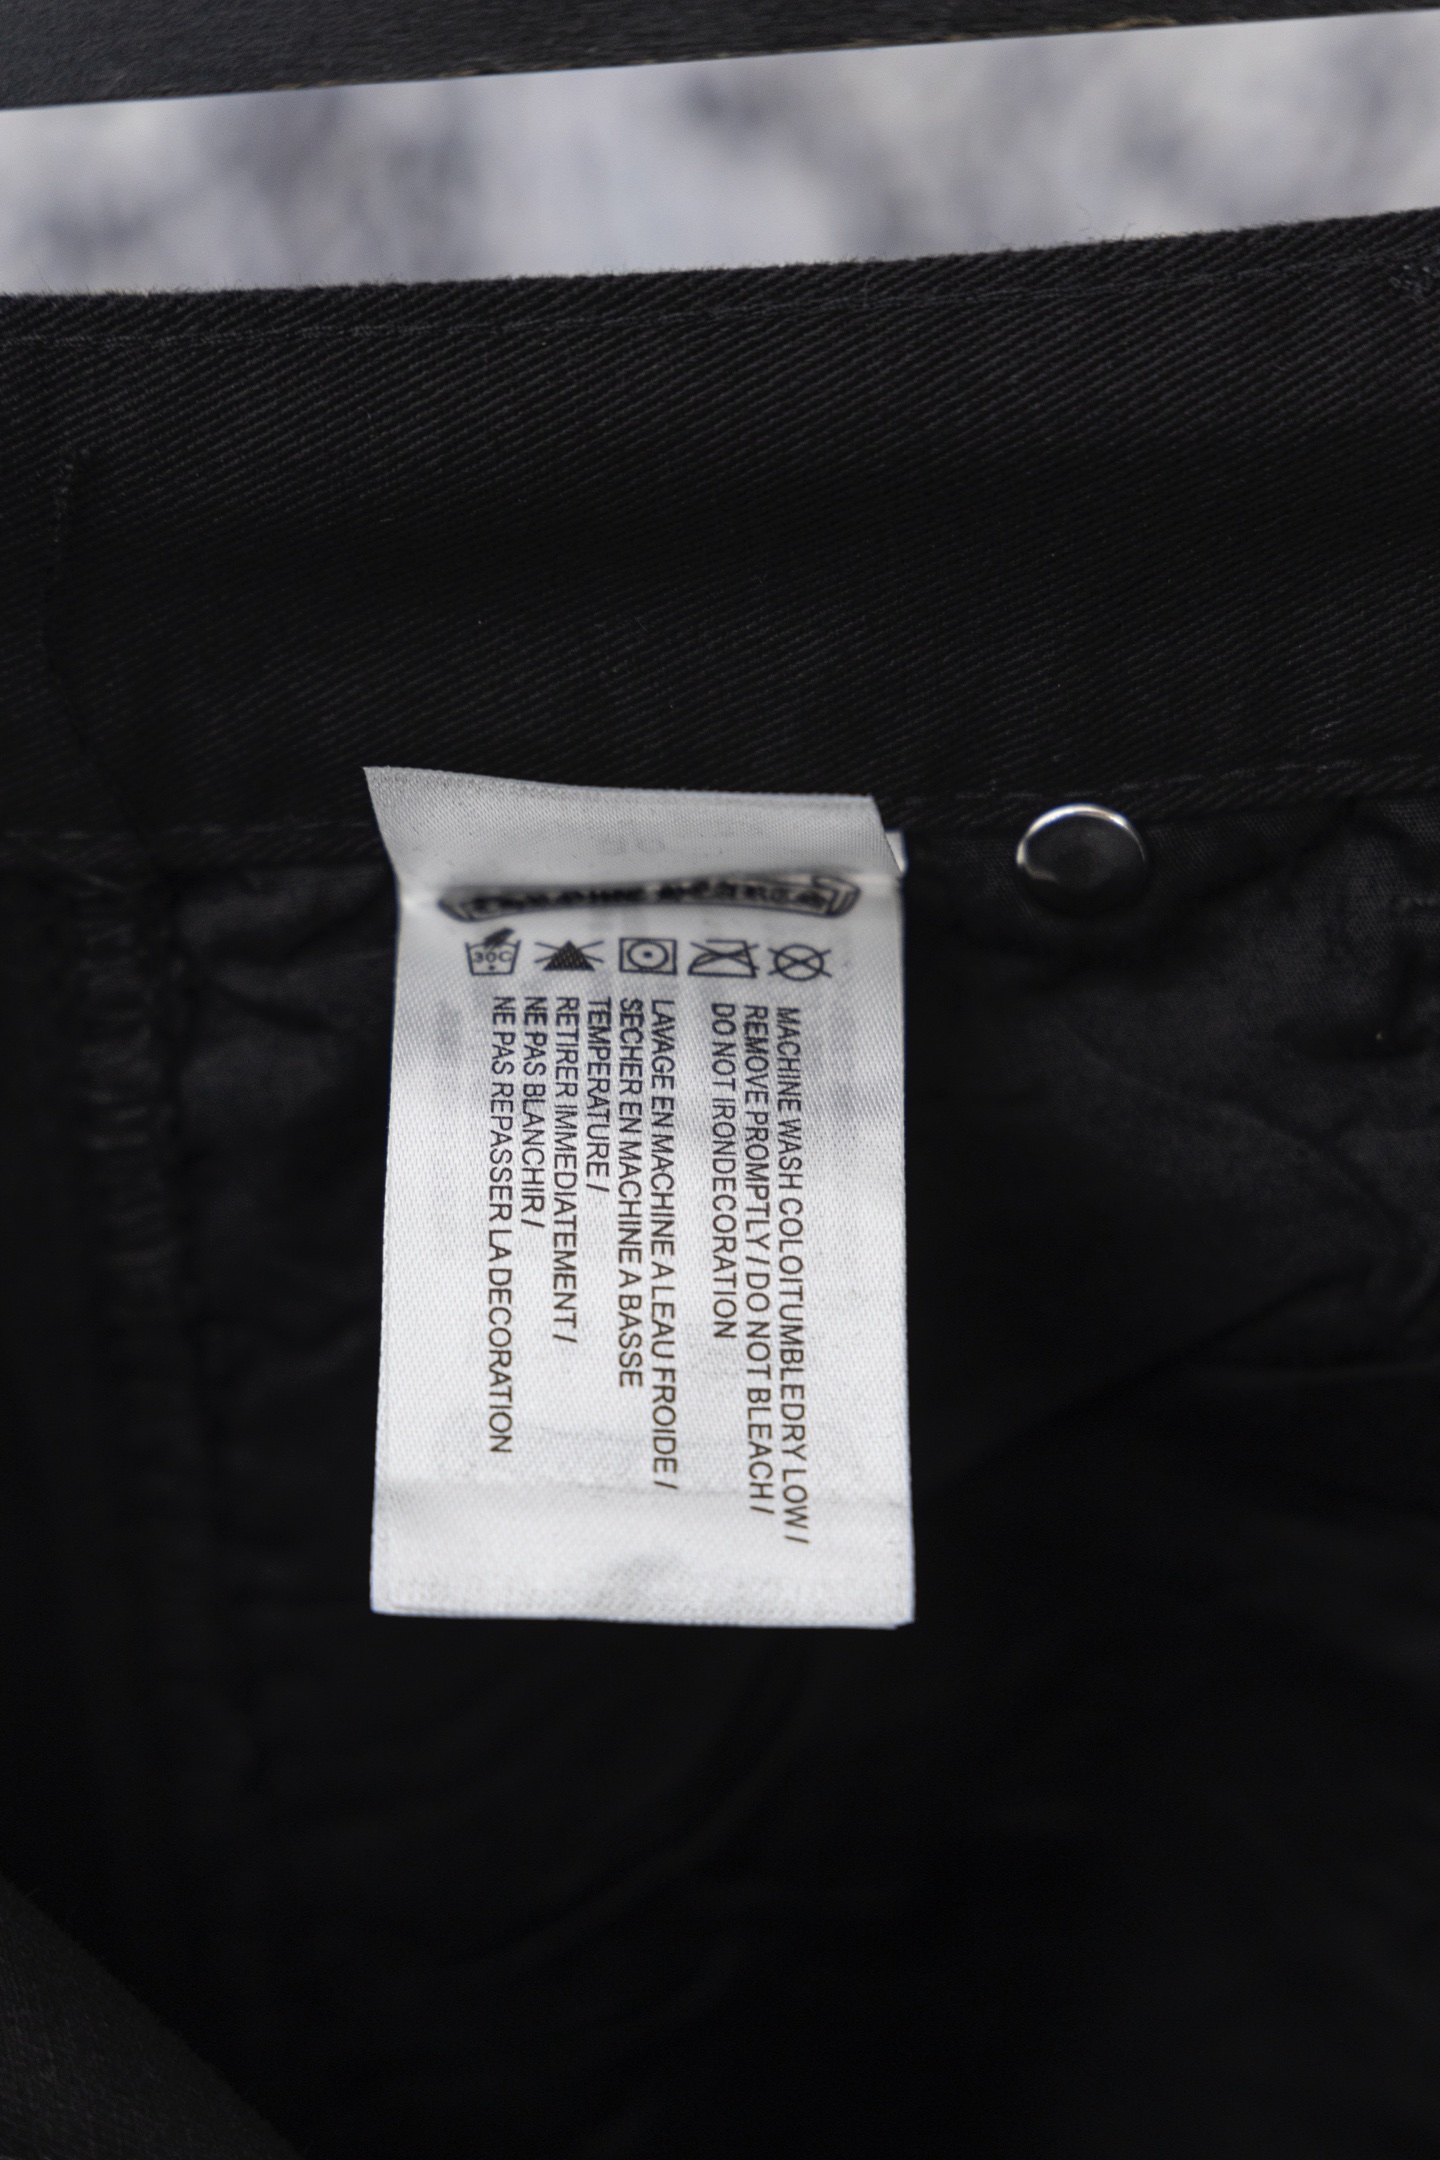 30C
MACHINE WASH COLOITUMBLEDRY LOW /
REMOVE PROMPTLY / DO NOT BLEACH /
DO NOT IRONDECORATION
LAVAGE EN MACHINE A LEAU FROIDE /
SECHER EN MACHINE A BASSE
TEMPERATURE /
RETIRER IMMEDIATEMENT /
NE PAS BLANCHIR /
NE PAS REPASSER LA DECORATION